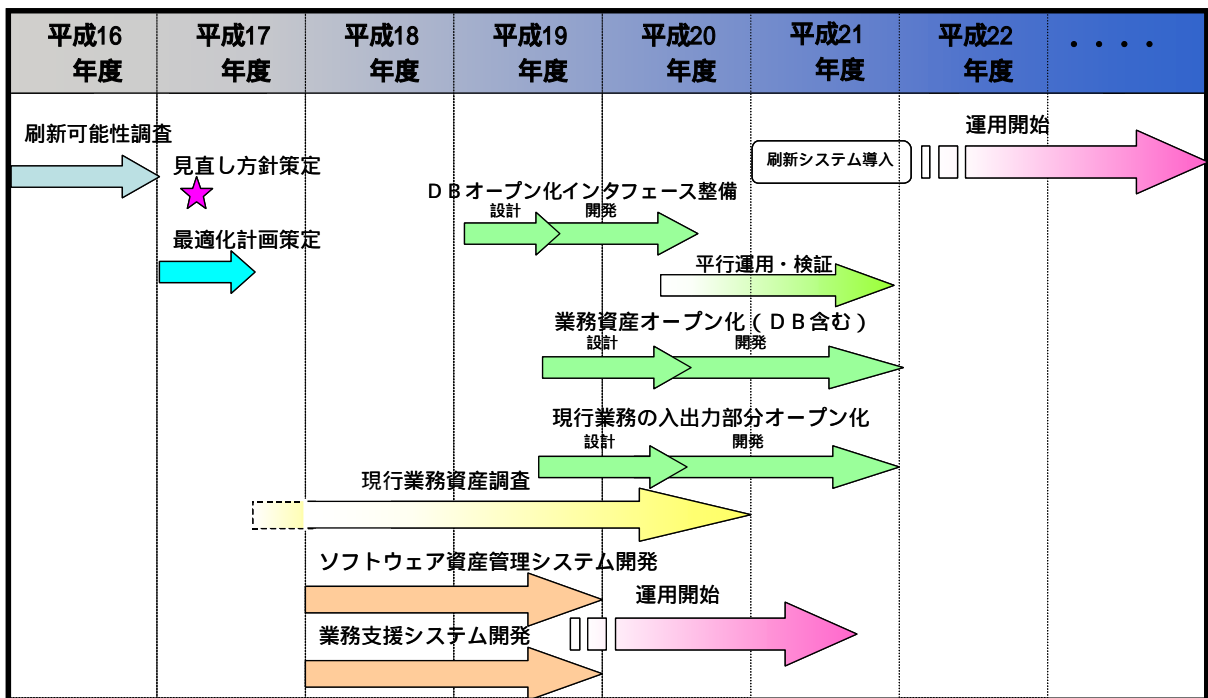 平成16 年度
平成17 年度
平成18 年度
平成19 年度
平成20 年度
平成21 年度
平成22 年度
・・・・
刷新可能性調査
見直し方針策定
最適化計画策定
刷新システム導入
運用開始
ＤＢオープン化インタフェース整備
設計 開発
平行運用・検証
業務資産オープン化（ＤＢ含む）
設計 開発
現行業務の入出力部分オープン化
設計 開発
現行業務資産調査
ソフトウェア資産管理システム開発
運用開始
業務支援システム開発